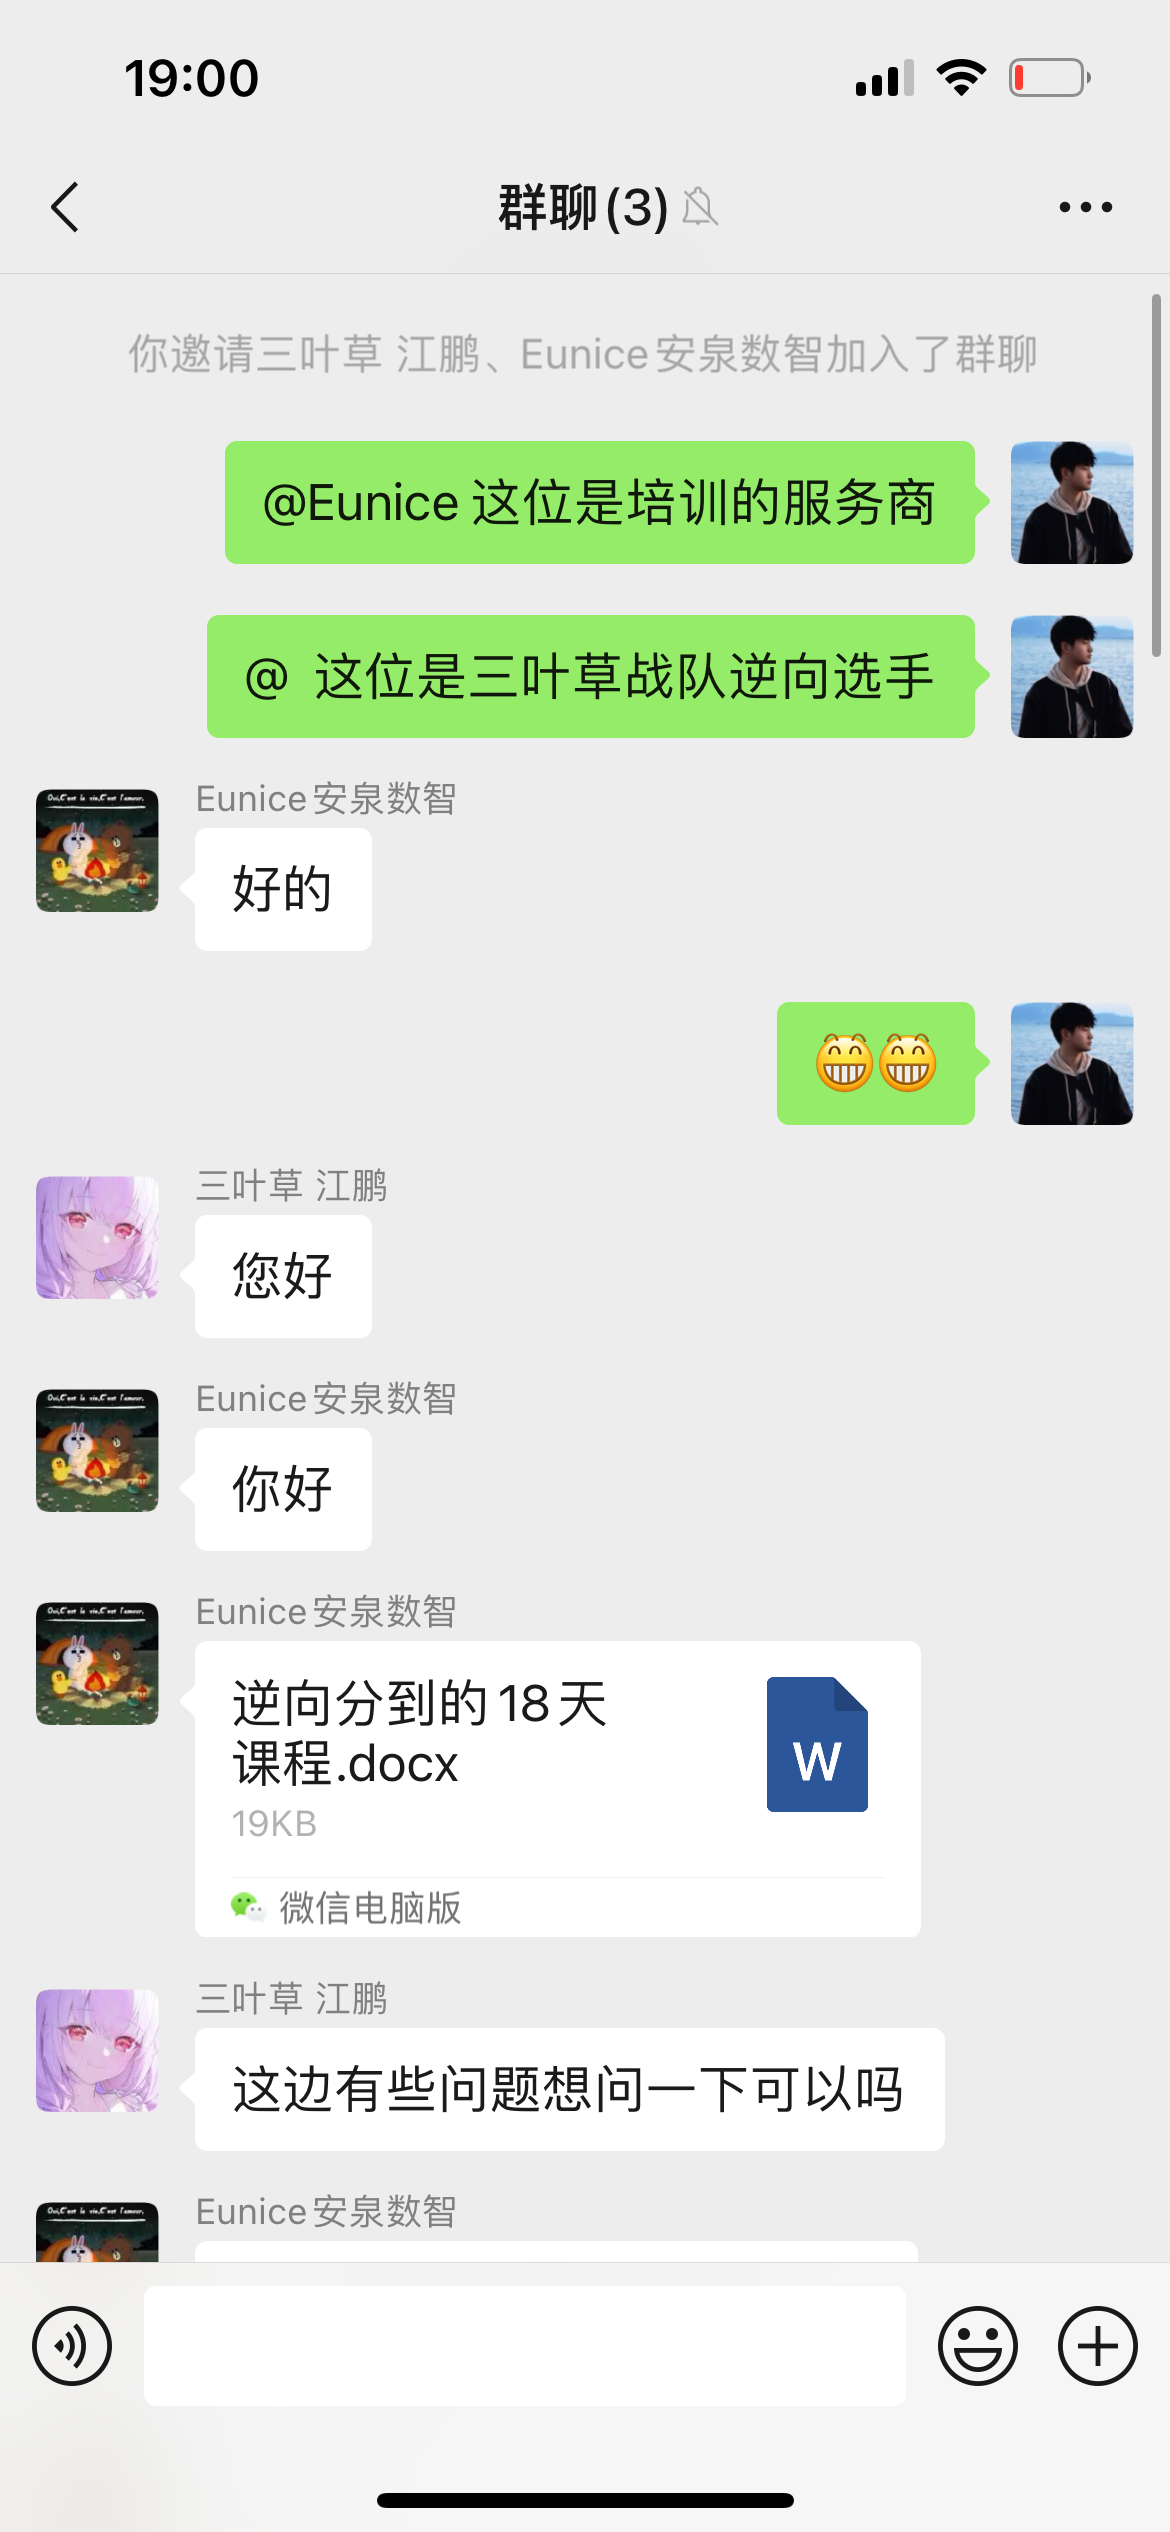 19:00
群聊(3)
你邀请三叶草 江鹏、Eunice安泉数智加入了群聊
@Eunice 这位是培训的服务商
@ 这位是三叶草战队逆向选手
Eunice安泉数智
好的
三叶草 江鹏
您好
Eunice安泉数智
你好
Eunice安泉数智
逆向分到的18天
课程.docx
19KB
W
微信电脑版
三叶草 江鹏
这边有些问题想问一下可以吗
Eunice安泉数智